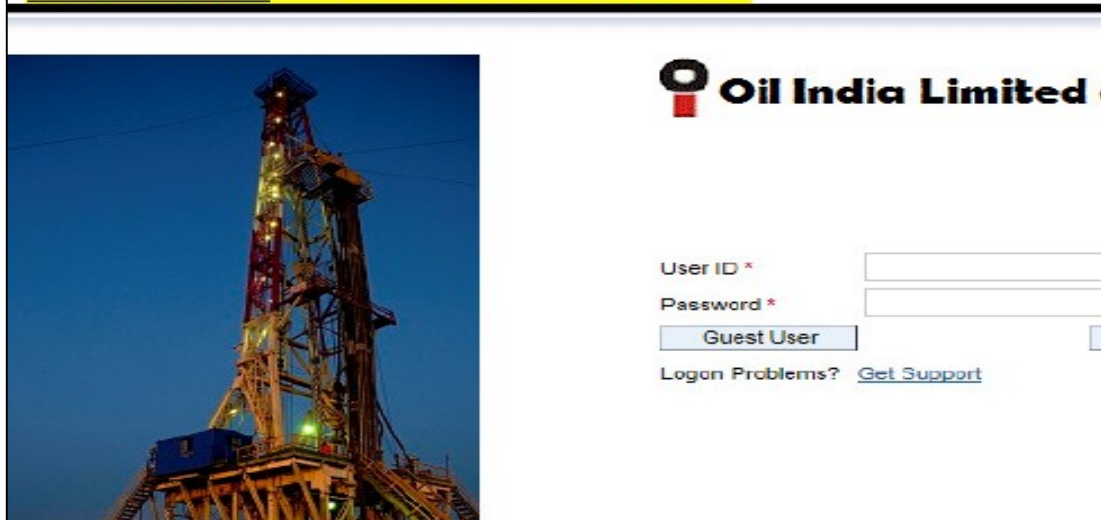 Oil India Limited
User ID *
Password *
Guest User
Logon Problems? Get Support